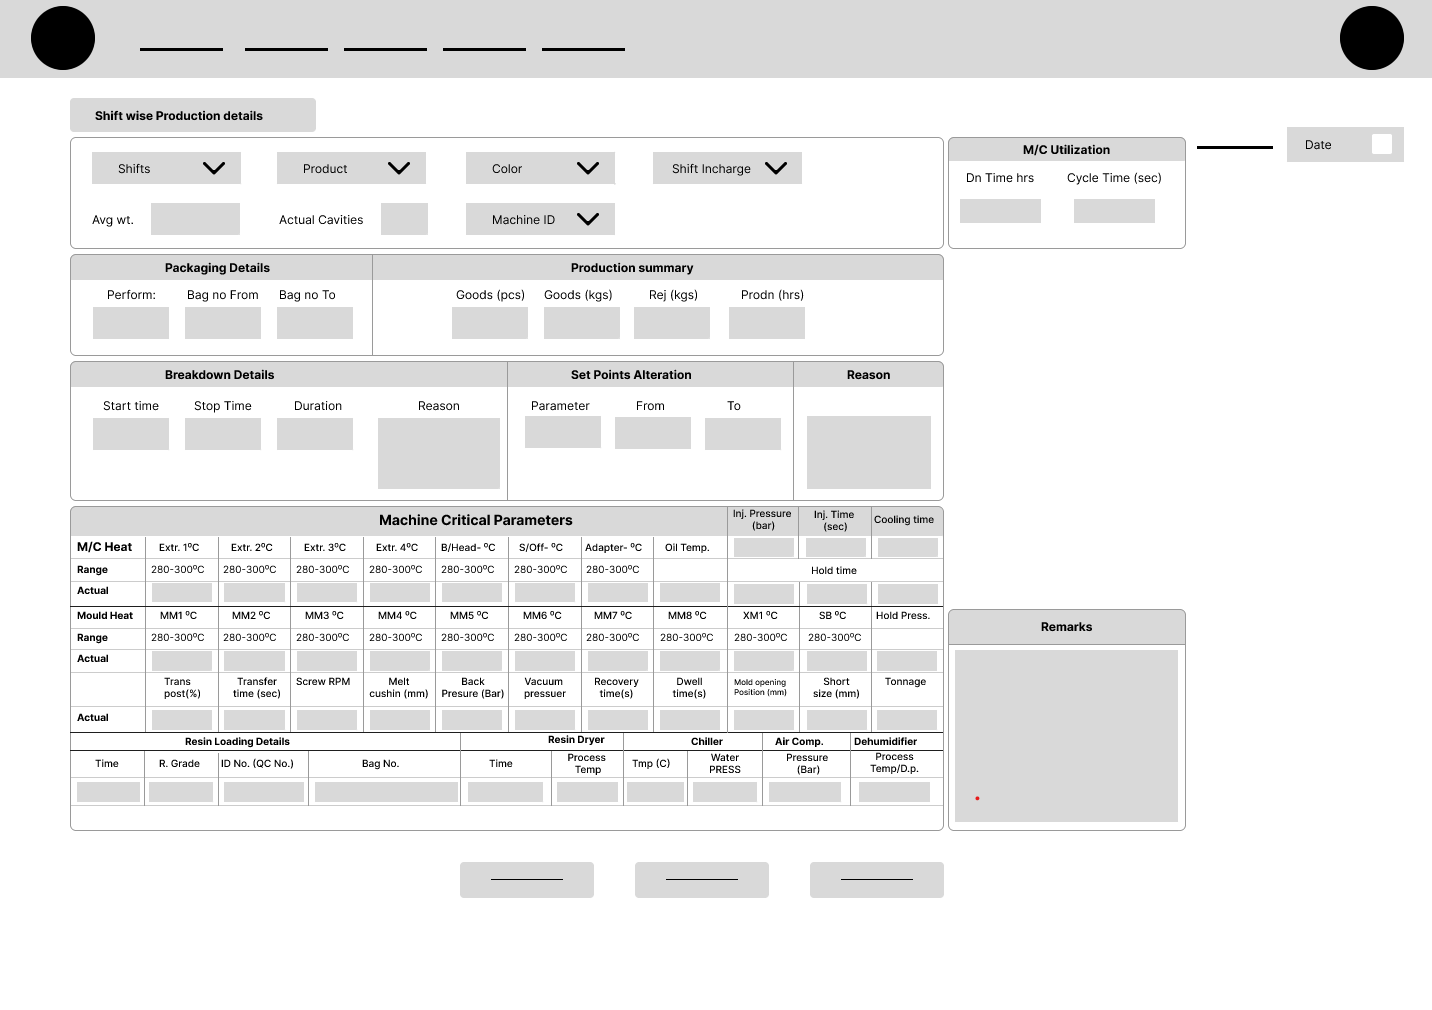 Shift wise Production details
Date
Shifts Product Color Shift Incharge
Avg wt. Actual Cavities Machine ID
M/C Utilization
Dn Time hrs Cycle Time (sec)
Packaging Details Production summary
Perform: Bag no From Bag no To Goods (pcs) Goods (kgs) Rej (kgs) Prodn (hrs)
Breakdown Details Set Points Alteration Reason
Start time Stop Time Duration Reason Parameter From To
Machine Critical Parameters Inj. Pressure (bar) Inj. Time (sec) Cooling time
M/C Heat Extr. 1ºC Extr. 2ºC Extr. 3ºC Extr. 4ºC B/Head- ºC S/Off- ºC Adapter- ºC Oil Temp.
Range 280-300ºC 280-300ºC 280-300ºC 280-300ºC 280-300ºC 280-300ºC 280-300ºC Hold time
Actual
Mould Heat MM1 ºC MM2 ºC MM3 ºC MM4 ºC MM5 ºC MM6 ºC MM7 ºC MM8 ºC XM1 ºC SB ºC Hold Press.
Range 280-300ºC 280-300ºC 280-300ºC 280-300ºC 280-300ºC 280-300ºC 280-300ºC 280-300ºC 280-300ºC 280-300ºC
Actual
Trans post(%) Transfer time (sec) Screw RPM Melt cushin (mm) Back Presure (Bar) Vacuum pressuer Recovery time(s) Dwell time(s) Mold opening Position (mm) Short size (mm) Tonnage
Actual
Resin Loading Details Resin Dryer Chiller Air Comp. Dehumidifier
Time R. Grade ID No. (QC No.) Bag No. Time Process Temp Tmp (C) Water PRESS Pressure (Bar) Process Temp/D.p.
Remarks